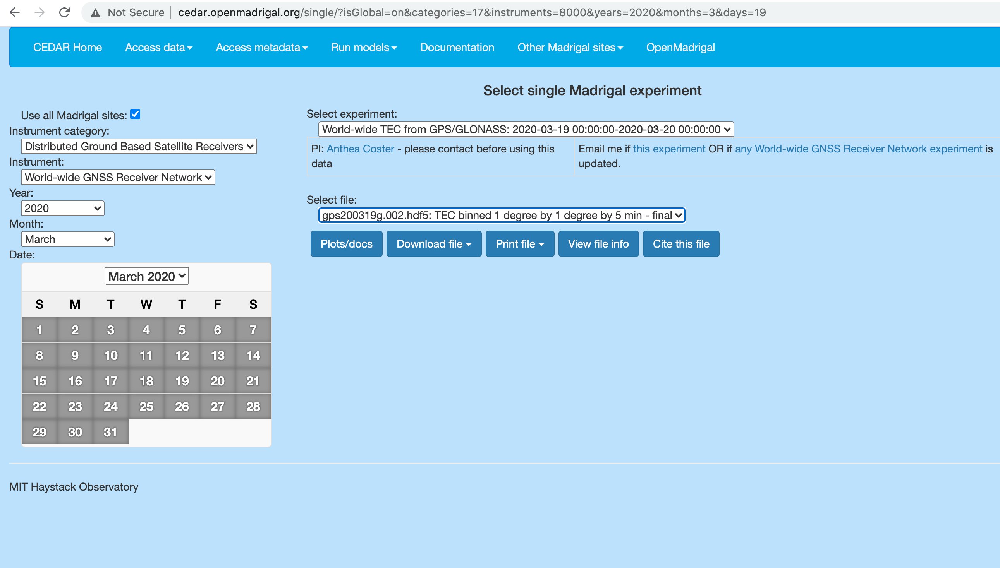 Not Secure | cedar.openmadrigal.org/single/?isGlobal=on&categories=17&instruments=8000&years=2020&months=3&days=19
CEDAR Home Access data Access metadata Run models Documentation Other Madrigal sites OpenMadrigal
Select single Madrigal experiment
Use all Madrigal sites:
Instrument category:
Distributed Ground Based Satellite Receivers
Instrument:
World-wide GNSS Receiver Network
Year:
2020
Month:
March
Date:
March 2020
S M T W T F S
1 2 3 4 5 6 7
8 9 10 11 12 13 14
15 16 17 18 19 20 21
22 23 24 25 26 27 28
29 30 31
Select experiment:
World-wide TEC from GPS/GLONASS: 2020-03-19 00:00:00-2020-03-20 00:00:00
PI: Anthea Coster - please contact before using this
data
Email me if this experiment OR if any World-wide GNSS Receiver Network experiment is
updated.
Select file:
gps200319g.002.hdf5: TEC binned 1 degree by 1 degree by 5 min - final
Plots/docs Download file Print file View file info Cite this file
MIT Haystack Observatory